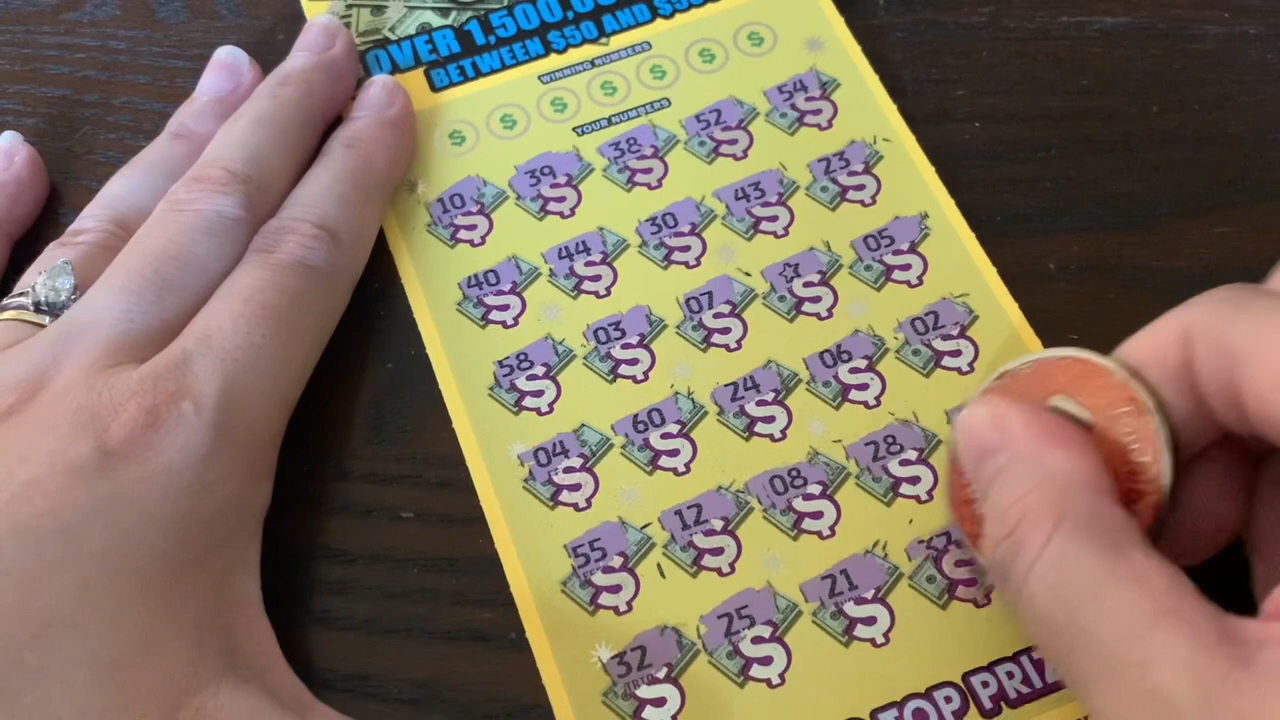 OVER 1,500,0
BETWEEN $50 AND $50
WINNING NUMBERS
$ $ $ $ $ $ $
YOUR NUMBERS
10 39 38 52 54
40 44 30 43 23
58 03 07 ☆ 05
04 60 24 06 02
55 12 08 28
32 25 21 37
TOP PRIZ